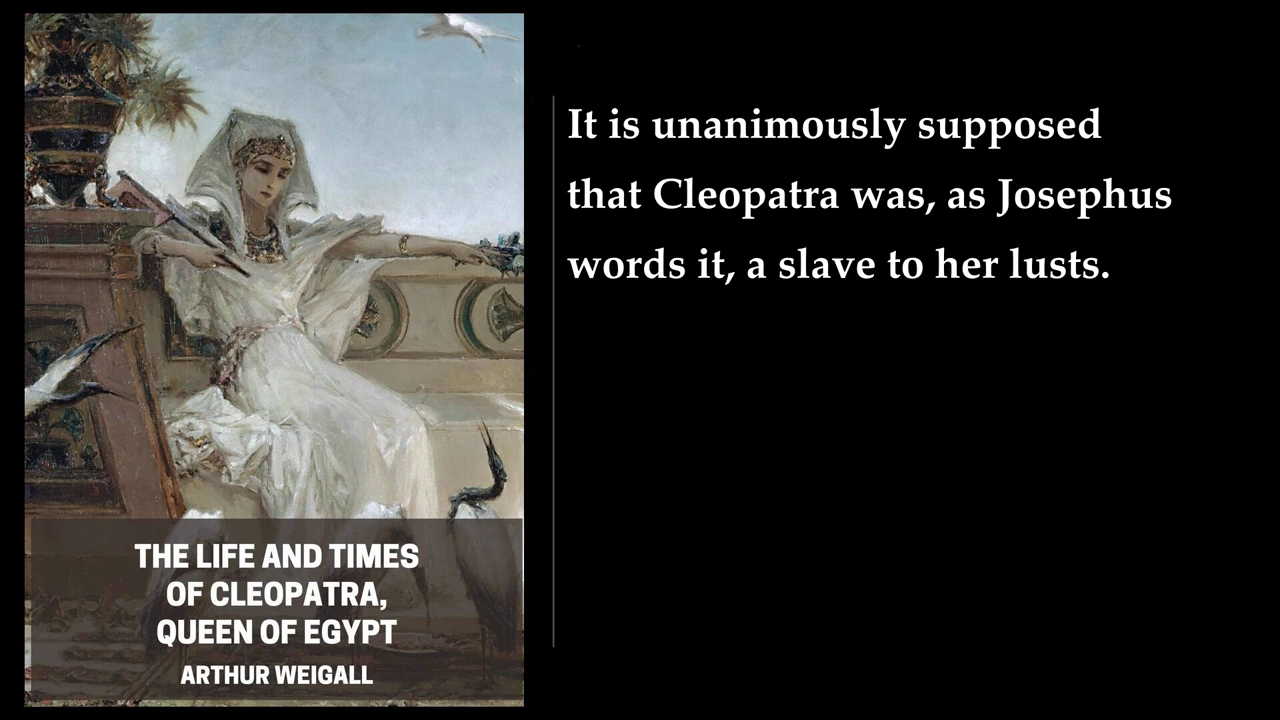 THE LIFE AND TIMES
OF CLEOPATRA,
QUEEN OF EGYPT
ARTHUR WEIGALL
It is unanimously supposed
that Cleopatra was, as Josephus
words it, a slave to her lusts.